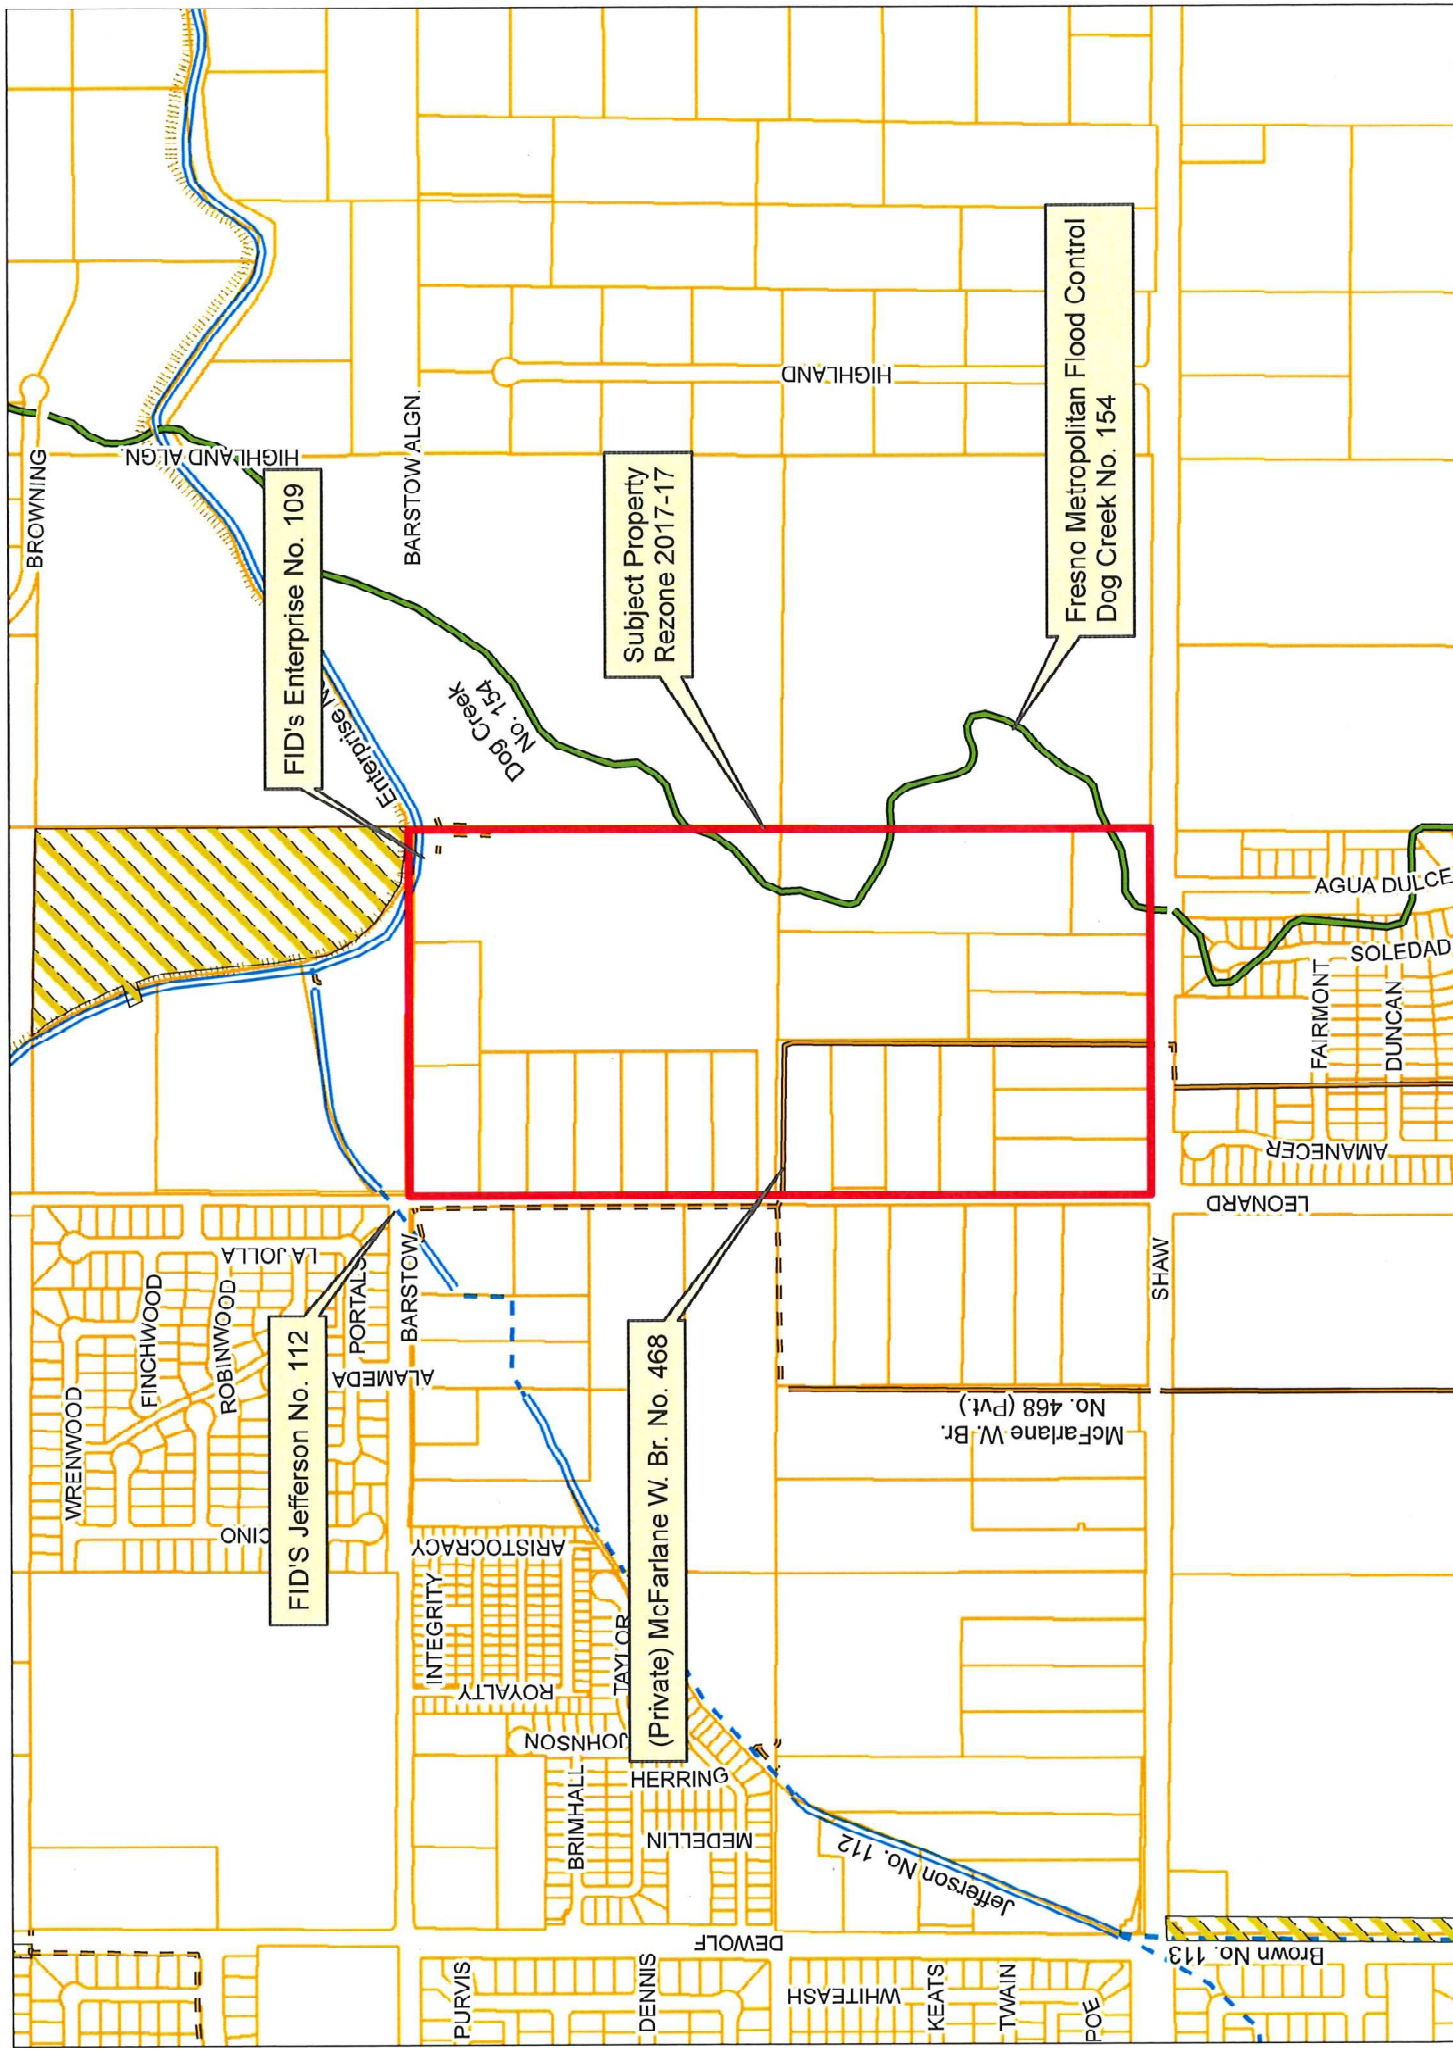 BROWNING
HIGHLAND ALGN.
FID's Enterprise No. 109
BARSTOW ALGN.
Enterprise
Dog Creek
No. 154
Subject Property
Rezone 2017-17
HIGHLAND
Fresno Metropolitan Flood Control
Dog Creek No. 154
AGUA DULCE
SOLEDAD
FAIRMONT
DUNCAN
AMANECER
LEONARD
SHAW
LA JOLLA
FINCHWOOD
ROBINWOOD
PORTALS
BARSTOW
WRENWOOD
ALAMEDA
CINO
FID'S Jefferson No. 112
(Private) McFarlane W. Br. No. 468
McFarlane W. Br.
No. 468 (Pvt.)
ARISTOCRACY
INTEGRITY
ROYALTY
TAYLOR
JOHNSON
HERRING
BRIMHALL
MEDELLIN
Jefferson No. 112
DEWOLF
Brown No. 113
PURVIS
DENNIS
WHITEASH
KEATS
TWAIN
POE